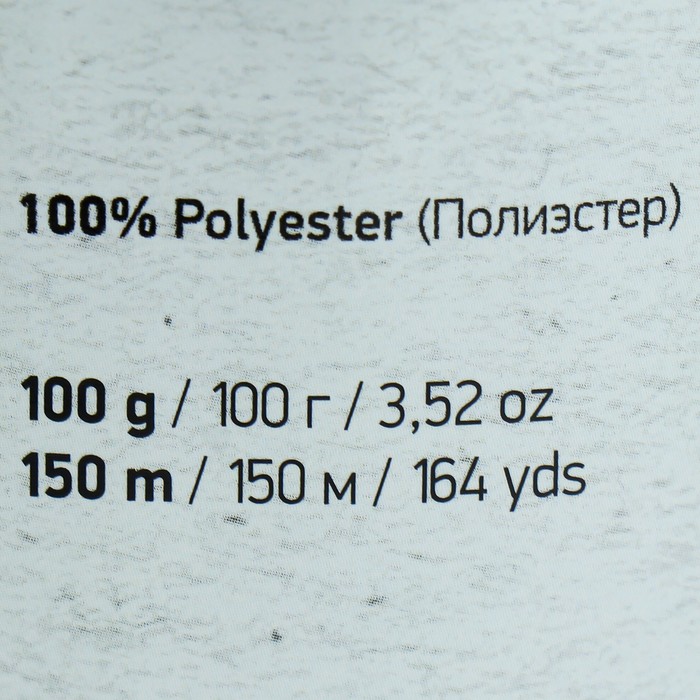 100% Polyester (Полиэстер)
100 g / 100 г / 3,52 oz
150 m / 150 м / 164 yds